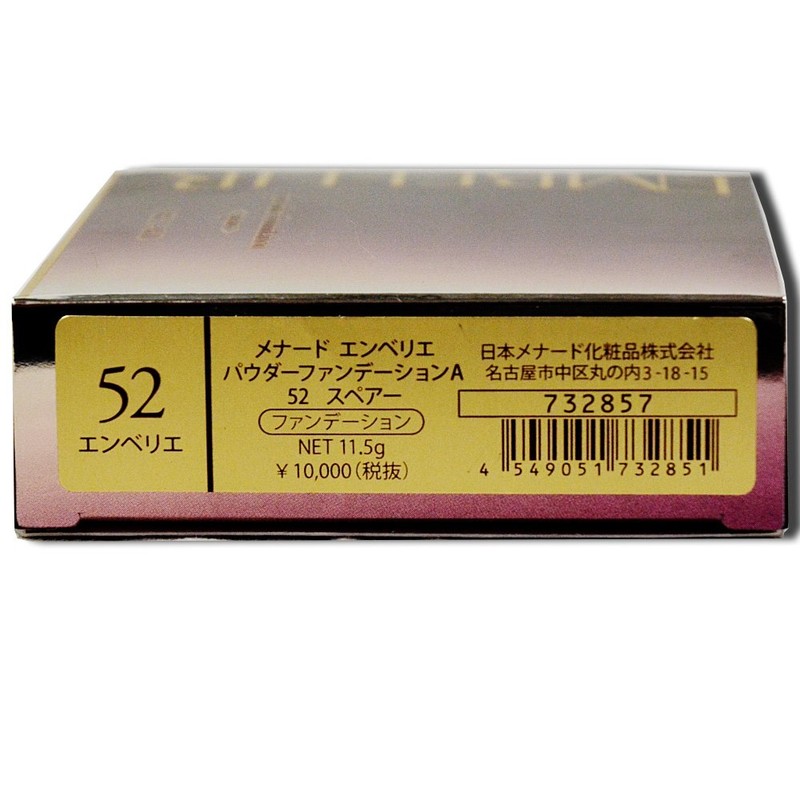 52
エンベリエ
メナード エンベリエ
パウダーファンデーションA
52 スペアー
ファンデーション
NET 11.5g
¥10,000(税抜)
日本メナード化粧品株式会社
名古屋市中区丸の内3-18-15
732857
4 549051 732851